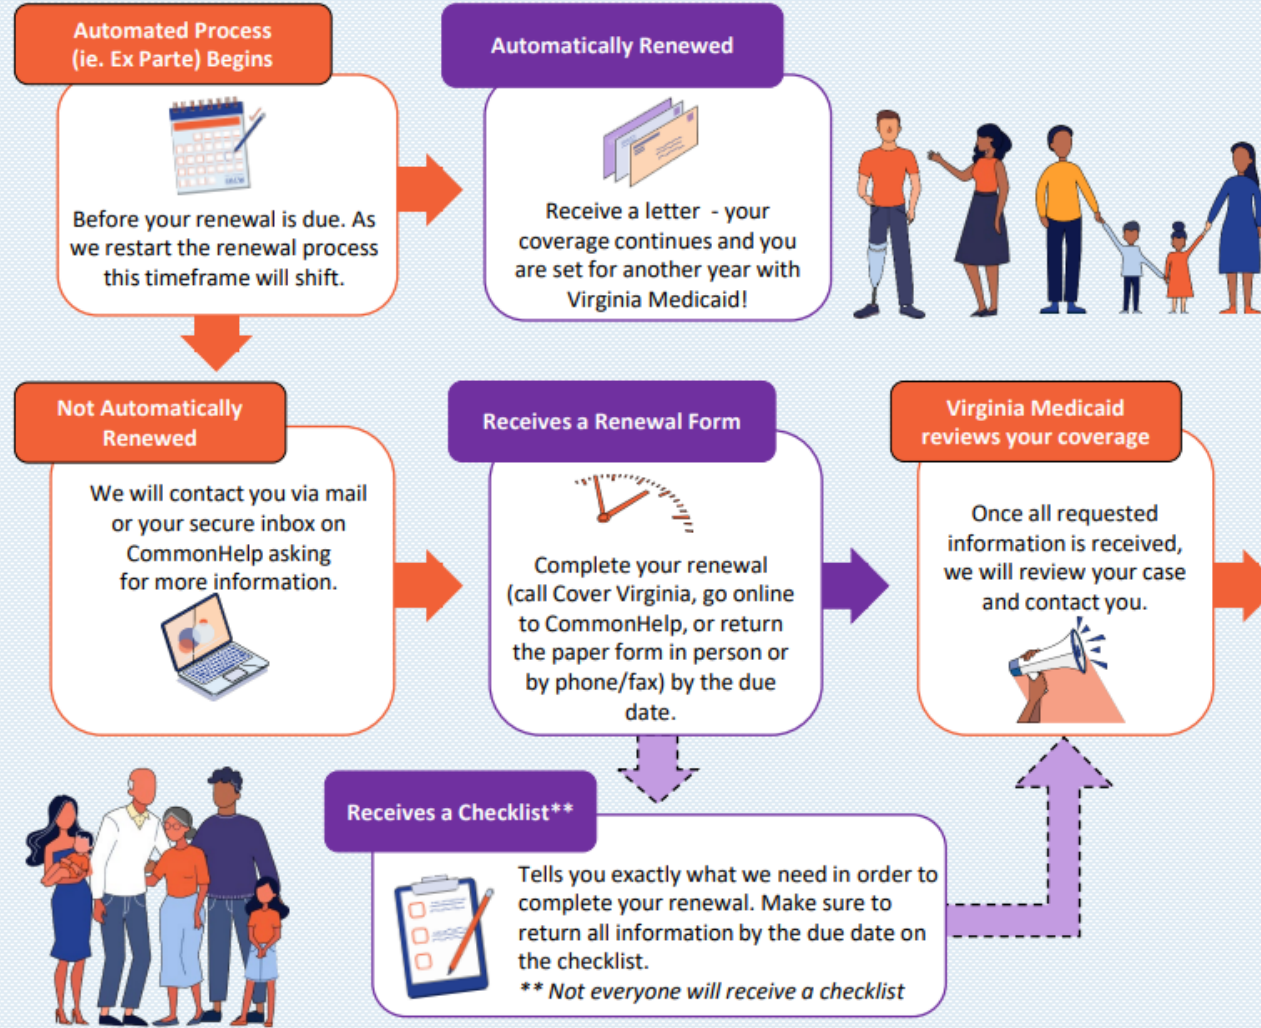 Automated Process
(ie. Ex Parte) Begins
Before your renewal is due. As
we restart the renewal process
this timeframe will shift.
Automatically Renewed
Receive a letter - your
coverage continues and you
are set for another year with
Virginia Medicaid!
Not Automatically
Renewed
We will contact you via mail
or your secure inbox on
CommonHelp asking
for more information.
Receives a Renewal Form
Complete your renewal
(call Cover Virginia, go online
to CommonHelp, or return
the paper form in person or
by phone/fax) by the due
date.
Virginia Medicaid
reviews your coverage
Once all requested
information is received,
we will review your case
and contact you.
Receives a Checklist**
Tells you exactly what we need in order to
complete your renewal. Make sure to
return all information by the due date on
the checklist.
** Not everyone will receive a checklist